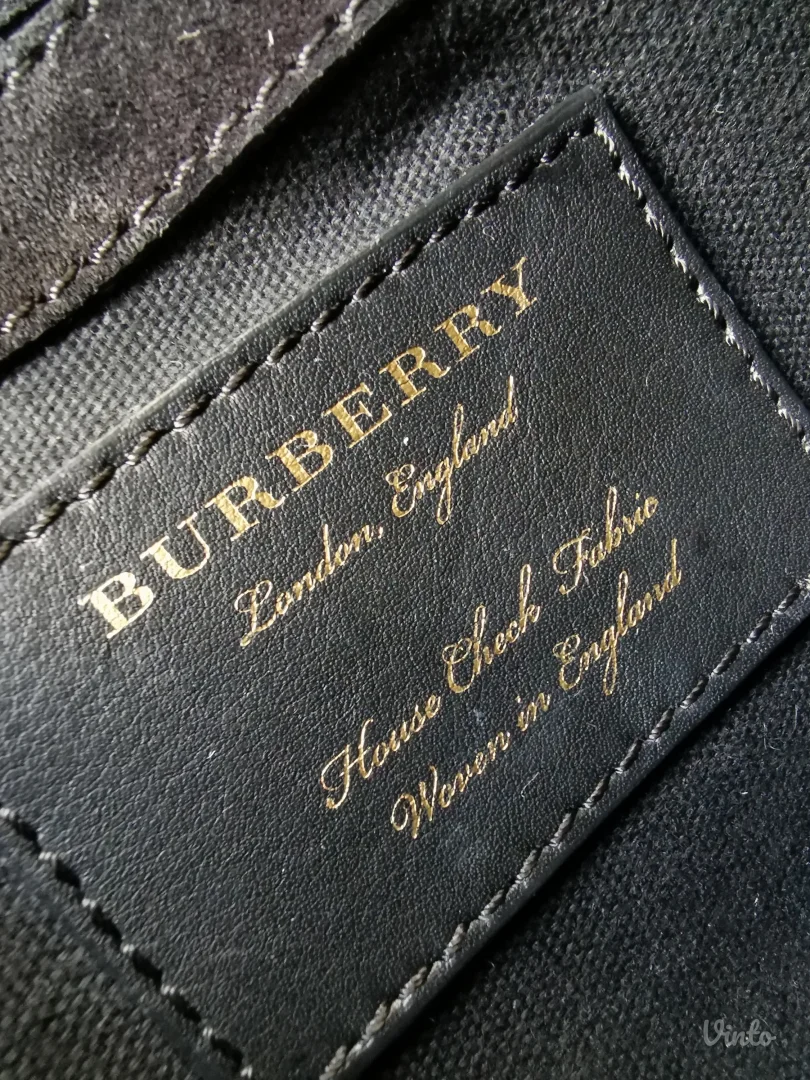 BURBERRY
London, England
House Check Fabric
Woven in England
Vinto